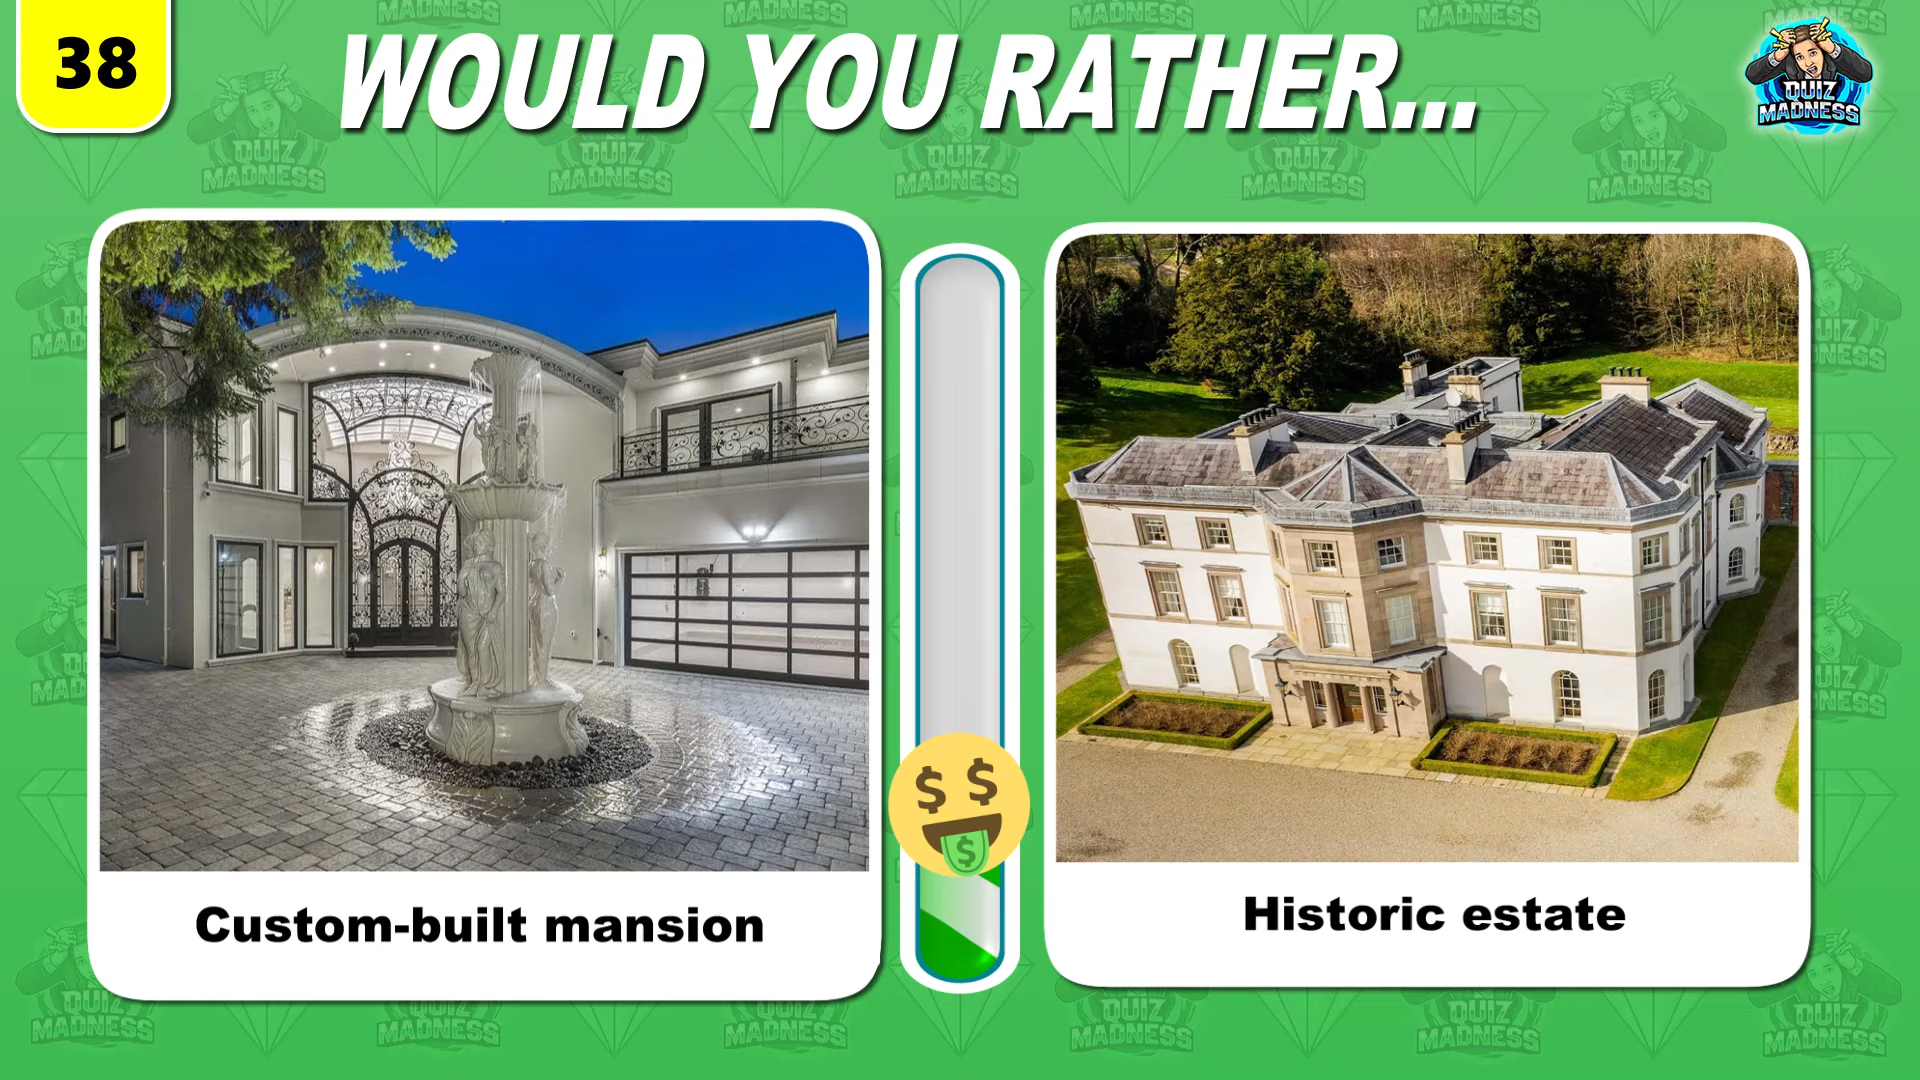 38
WOULD YOU RATHER...
QUIZ
MADNESS
Custom-built mansion
Historic estate